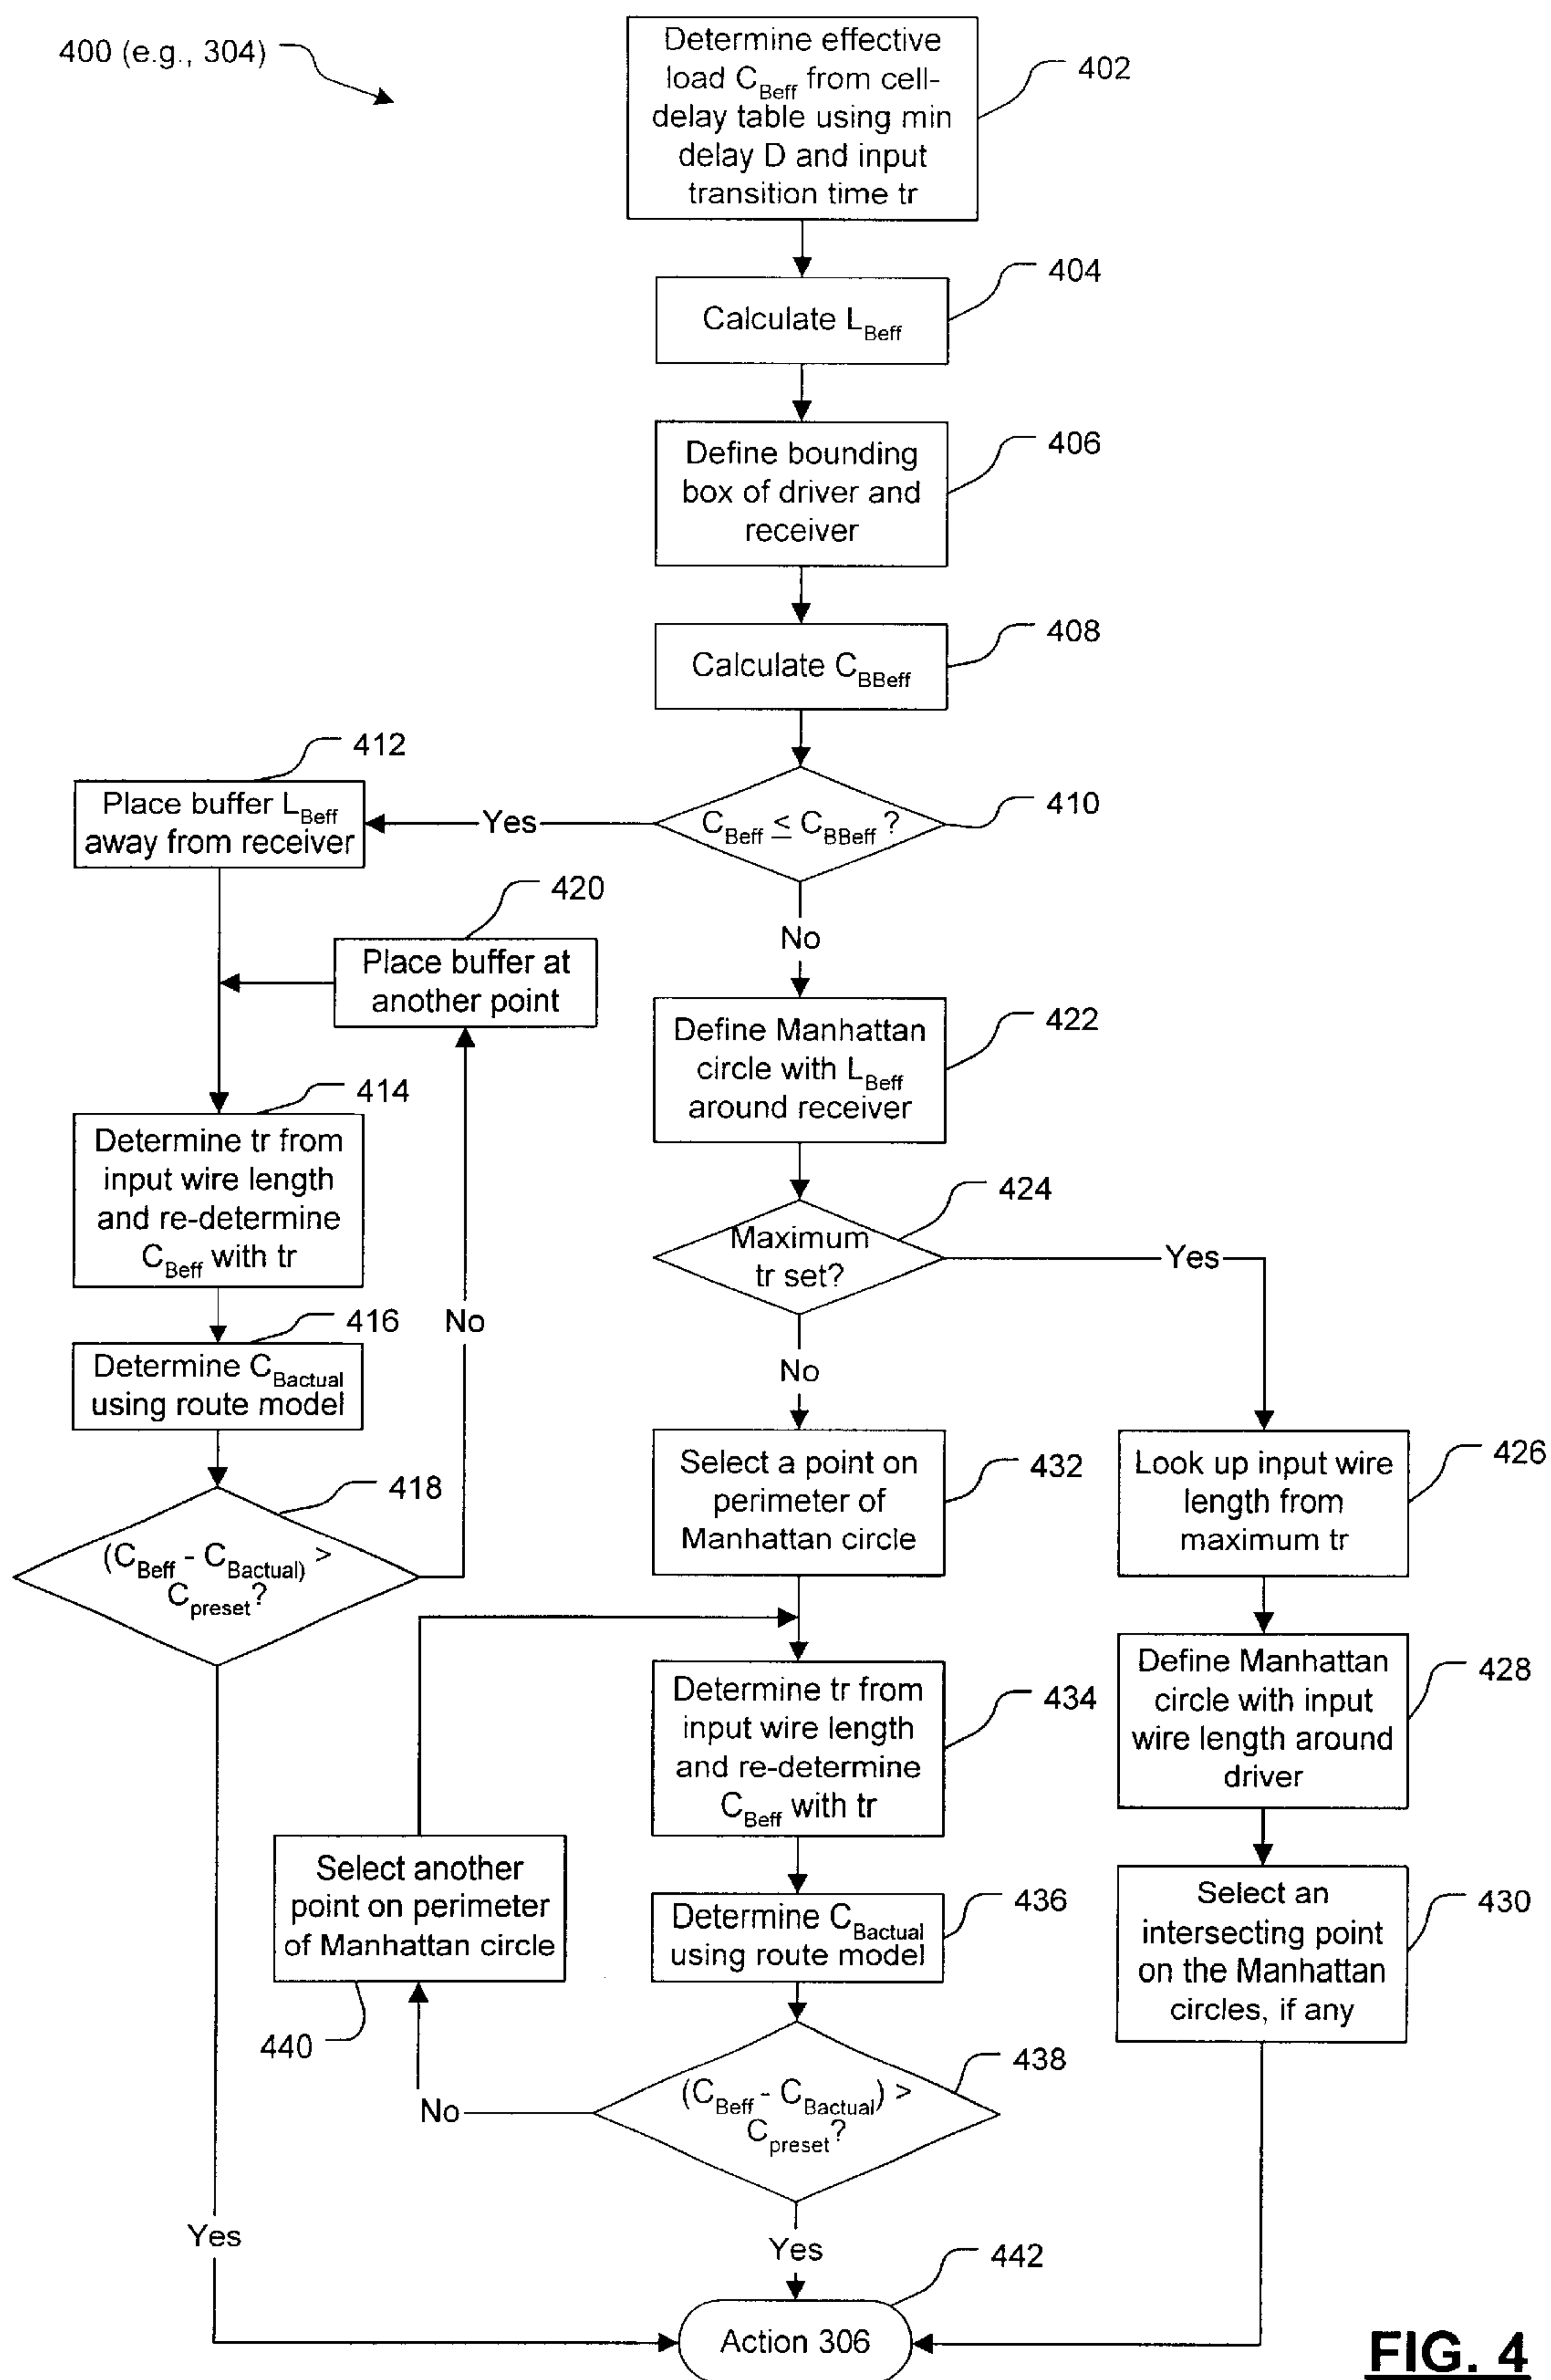 400 (e.g., 304)
Determine effective
load CBeff from cell-
delay table using min
delay D and input
transition time tr
402
Calculate LBeff
404
Define bounding
box of driver and
receiver
406
Calculate CBBeff
408
CBeff ≤ CBBeff ?
410
Yes
412
Place buffer LBeff
away from receiver
420
Place buffer at
another point
No
414
Determine tr from
input wire length
and re-determine
CBeff with tr
416
Determine CBactual
using route model
No
418
(CBeff - CBactual) >
Cpreset?
Define Manhattan
circle with LBeff
around receiver
422
Maximum
tr set?
424
Yes
No
Select a point on
perimeter of
Manhattan circle
432
Look up input wire
length from
maximum tr
426
Determine tr from
input wire length
and re-determine
CBeff with tr
434
Define Manhattan
circle with input
wire length around
driver
428
Select another
point on perimeter
of Manhattan circle
440
Determine CBactual
using route model
436
Select an
intersecting point
on the Manhattan
circles, if any
430
(CBeff - CBactual) >
Cpreset?
438
No
Yes
Yes
442
Action 306
FIG. 4